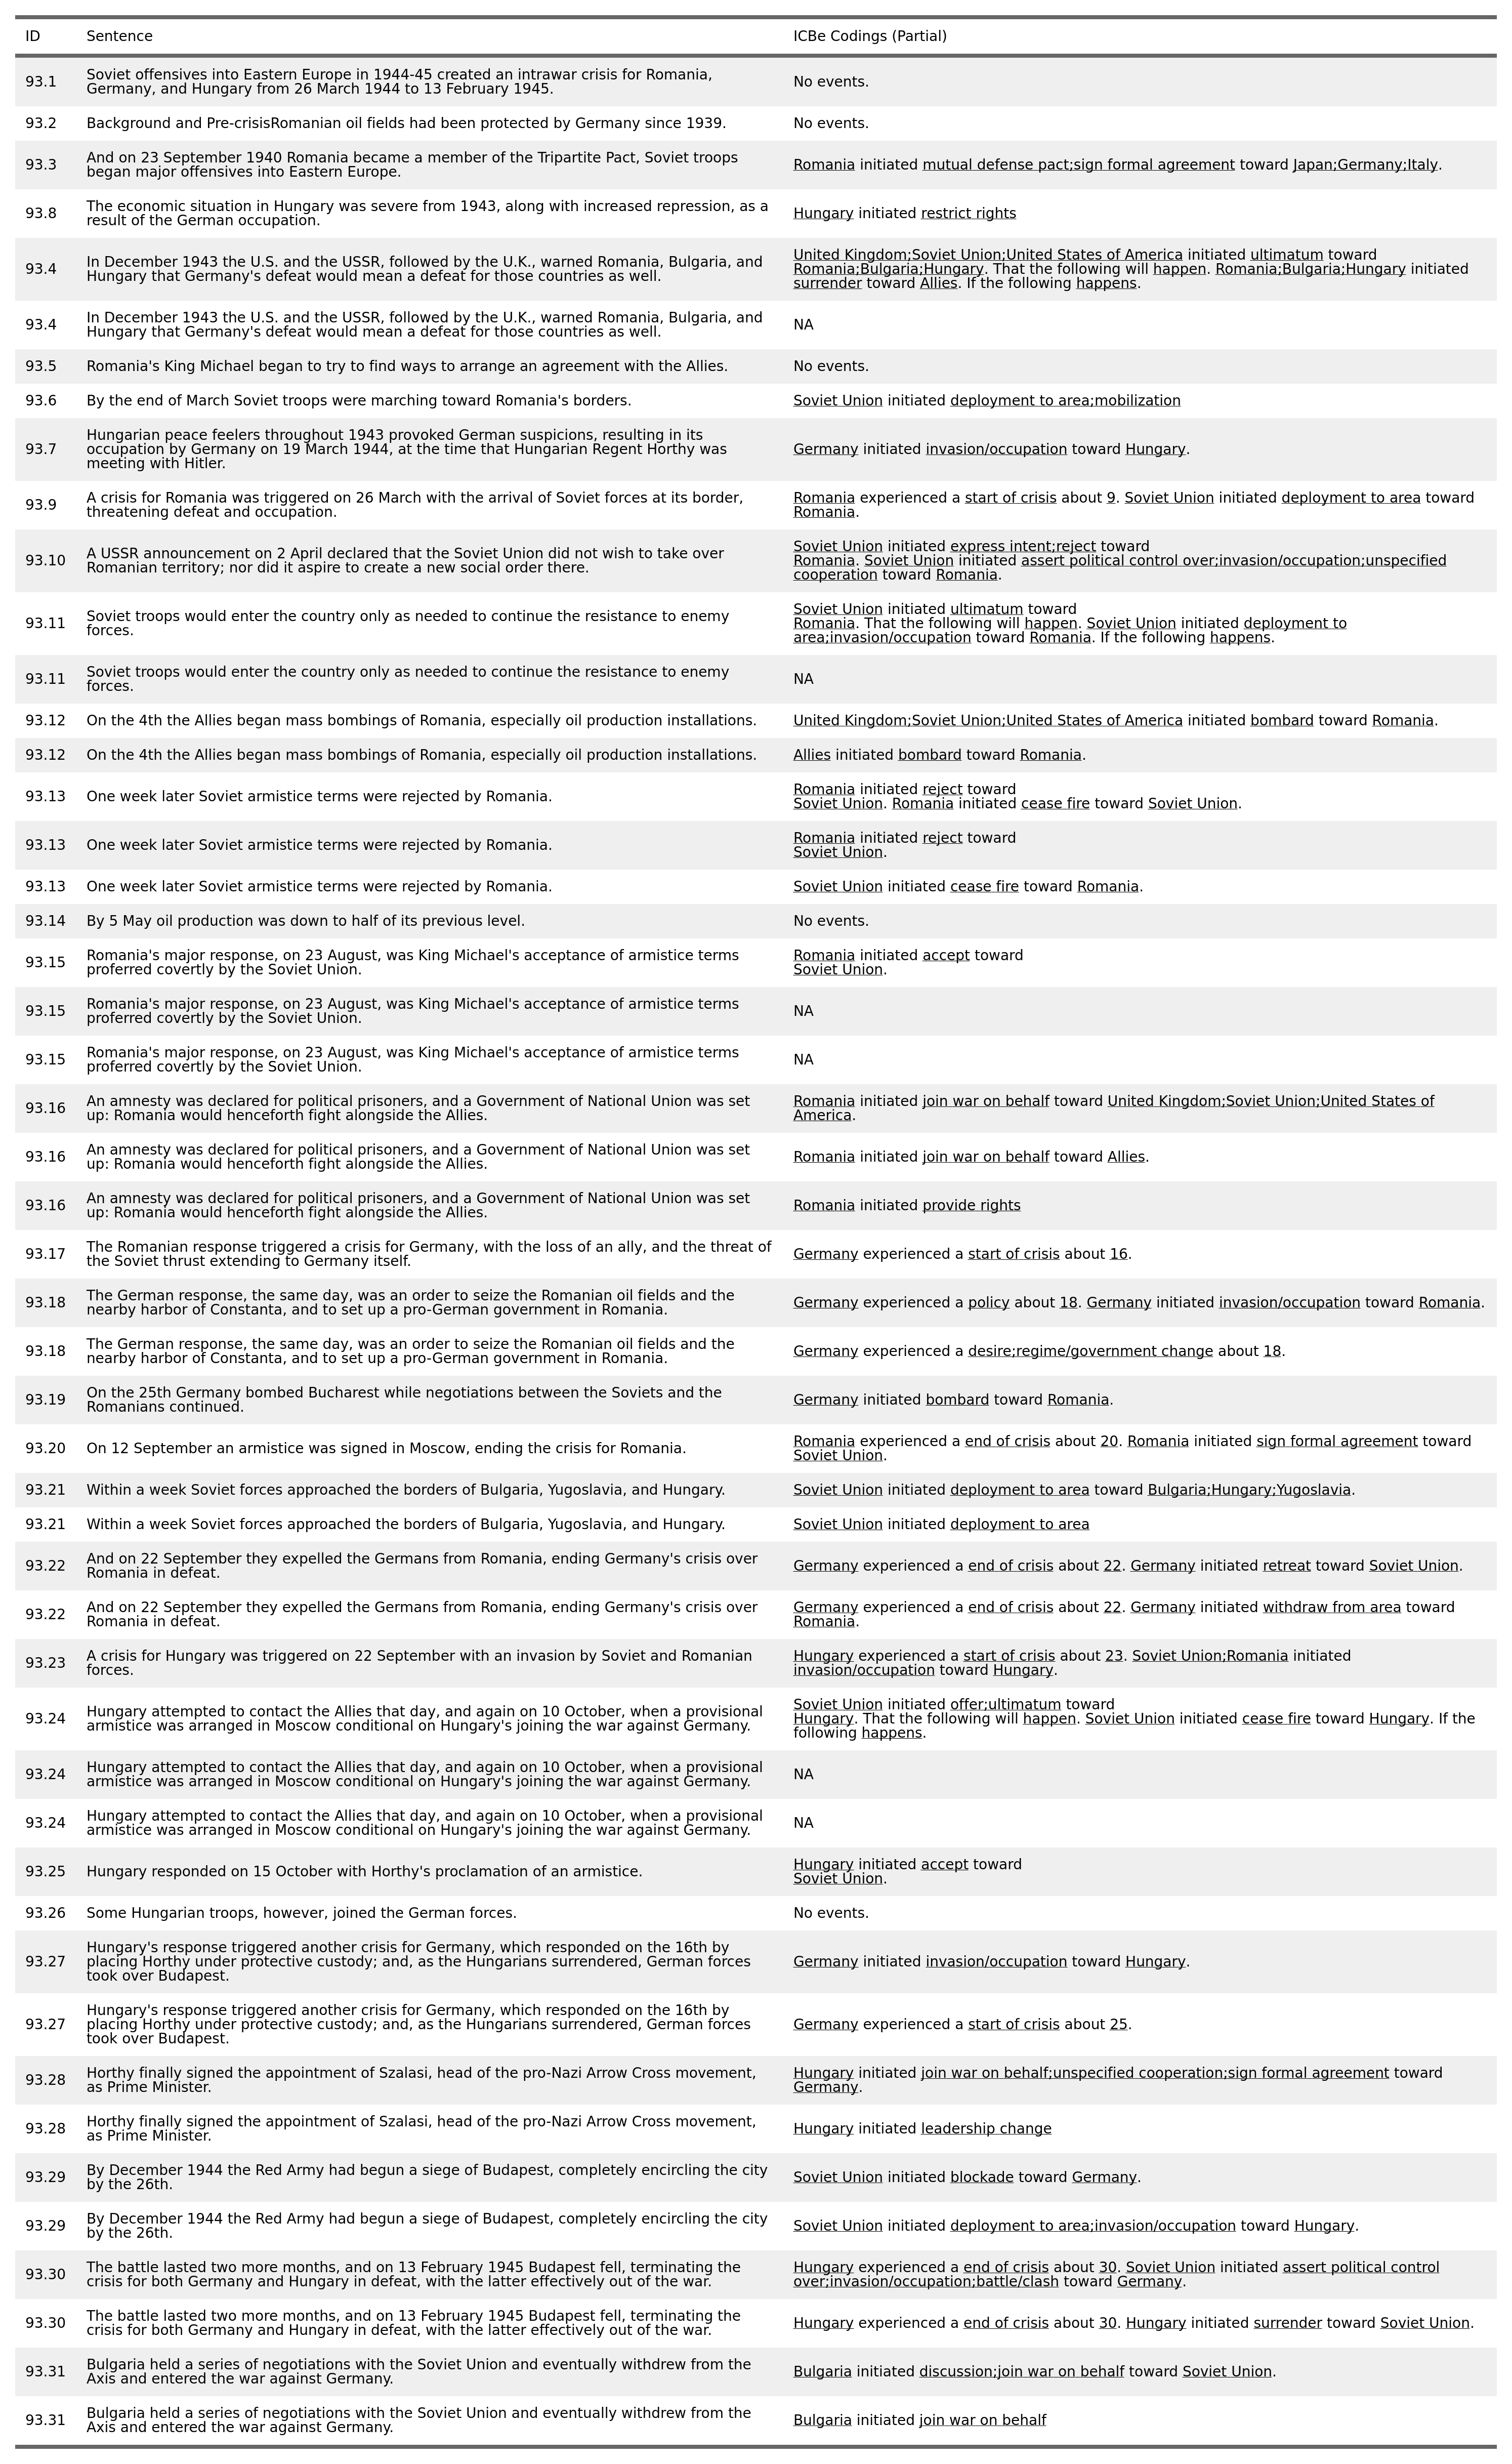 ID Sentence ICBe Codings (Partial)
93.1 Soviet offensives into Eastern Europe in 1944-45 created an intrawar crisis for Romania,
Germany, and Hungary from 26 March 1944 to 13 February 1945. No events.
93.2 Background and Pre-crisisRomanian oil fields had been protected by Germany since 1939. No events.
93.3 And on 23 September 1940 Romania became a member of the Tripartite Pact, Soviet troops
began major offensives into Eastern Europe. Romania initiated mutual defense pact;sign formal agreement toward Japan;Germany;Italy.
93.8 The economic situation in Hungary was severe from 1943, along with increased repression, as a
result of the German occupation. Hungary initiated restrict rights
93.4 In December 1943 the U.S. and the USSR, followed by the U.K., warned Romania, Bulgaria, and
Hungary that Germany's defeat would mean a defeat for those countries as well.
United Kingdom;Soviet Union;United States of America initiated ultimatum toward
Romania;Bulgaria;Hungary. That the following will happen. Romania;Bulgaria;Hungary initiated
surrender toward Allies. If the following happens.
93.4 In December 1943 the U.S. and the USSR, followed by the U.K., warned Romania, Bulgaria, and
Hungary that Germany's defeat would mean a defeat for those countries as well. NA
93.5 Romania's King Michael began to try to find ways to arrange an agreement with the Allies. No events.
93.6 By the end of March Soviet troops were marching toward Romania's borders. Soviet Union initiated deployment to area;mobilization
93.7 Hungarian peace feelers throughout 1943 provoked German suspicions, resulting in its
occupation by Germany on 19 March 1944, at the time that Hungarian Regent Horthy was
meeting with Hitler. Germany initiated invasion/occupation toward Hungary.
93.9 A crisis for Romania was triggered on 26 March with the arrival of Soviet forces at its border,
threatening defeat and occupation.
Romania experienced a start of crisis about 9. Soviet Union initiated deployment to area toward
Romania.
93.10 A USSR announcement on 2 April declared that the Soviet Union did not wish to take over
Romanian territory; nor did it aspire to create a new social order there.
Soviet Union initiated express intent;reject toward
Romania. Soviet Union initiated assert political control over;invasion/occupation;unspecified
cooperation toward Romania.
93.11 Soviet troops would enter the country only as needed to continue the resistance to enemy
forces.
Soviet Union initiated ultimatum toward
Romania. That the following will happen. Soviet Union initiated deployment to
area;invasion/occupation toward Romania. If the following happens.
93.11 Soviet troops would enter the country only as needed to continue the resistance to enemy
forces. NA
93.12 On the 4th the Allies began mass bombings of Romania, especially oil production installations. United Kingdom;Soviet Union;United States of America initiated bombard toward Romania.
93.12 On the 4th the Allies began mass bombings of Romania, especially oil production installations. Allies initiated bombard toward Romania.
93.13 One week later Soviet armistice terms were rejected by Romania.
Romania initiated reject toward
Soviet Union. Romania initiated cease fire toward Soviet Union.
93.13 One week later Soviet armistice terms were rejected by Romania.
Romania initiated reject toward
Soviet Union.
93.13 One week later Soviet armistice terms were rejected by Romania. Soviet Union initiated cease fire toward Romania.
93.14 By 5 May oil production was down to half of its previous level. No events.
93.15 Romania's major response, on 23 August, was King Michael's acceptance of armistice terms
proferred covertly by the Soviet Union.
Romania initiated accept toward
Soviet Union.
93.15 Romania's major response, on 23 August, was King Michael's acceptance of armistice terms
proferred covertly by the Soviet Union. NA
93.15 Romania's major response, on 23 August, was King Michael's acceptance of armistice terms
proferred covertly by the Soviet Union. NA
93.16 An amnesty was declared for political prisoners, and a Government of National Union was set
up: Romania would henceforth fight alongside the Allies.
Romania initiated join war on behalf toward United Kingdom;Soviet Union;United States of
America.
93.16 An amnesty was declared for political prisoners, and a Government of National Union was set
up: Romania would henceforth fight alongside the Allies. Romania initiated join war on behalf toward Allies.
93.16 An amnesty was declared for political prisoners, and a Government of National Union was set
up: Romania would henceforth fight alongside the Allies. Romania initiated provide rights
93.17 The Romanian response triggered a crisis for Germany, with the loss of an ally, and the threat of
the Soviet thrust extending to Germany itself. Germany experienced a start of crisis about 16.
93.18 The German response, the same day, was an order to seize the Romanian oil fields and the
nearby harbor of Constanta, and to set up a pro-German government in Romania. Germany experienced a policy about 18. Germany initiated invasion/occupation toward Romania.
93.18 The German response, the same day, was an order to seize the Romanian oil fields and the
nearby harbor of Constanta, and to set up a pro-German government in Romania. Germany experienced a desire;regime/government change about 18.
93.19 On the 25th Germany bombed Bucharest while negotiations between the Soviets and the
Romanians continued. Germany initiated bombard toward Romania.
93.20 On 12 September an armistice was signed in Moscow, ending the crisis for Romania.
Romania experienced a end of crisis about 20. Romania initiated sign formal agreement toward
Soviet Union.
93.21 Within a week Soviet forces approached the borders of Bulgaria, Yugoslavia, and Hungary. Soviet Union initiated deployment to area toward Bulgaria;Hungary;Yugoslavia.
93.21 Within a week Soviet forces approached the borders of Bulgaria, Yugoslavia, and Hungary. Soviet Union initiated deployment to area
93.22 And on 22 September they expelled the Germans from Romania, ending Germany's crisis over
Romania in defeat. Germany experienced a end of crisis about 22. Germany initiated retreat toward Soviet Union.
93.22 And on 22 September they expelled the Germans from Romania, ending Germany's crisis over
Romania in defeat.
Germany experienced a end of crisis about 22. Germany initiated withdraw from area toward
Romania.
93.23 A crisis for Hungary was triggered on 22 September with an invasion by Soviet and Romanian
forces.
Hungary experienced a start of crisis about 23. Soviet Union;Romania initiated
invasion/occupation toward Hungary.
93.24 Hungary attempted to contact the Allies that day, and again on 10 October, when a provisional
armistice was arranged in Moscow conditional on Hungary's joining the war against Germany.
Soviet Union initiated offer;ultimatum toward
Hungary. That the following will happen. Soviet Union initiated cease fire toward Hungary. If the
following happens.
93.24 Hungary attempted to contact the Allies that day, and again on 10 October, when a provisional
armistice was arranged in Moscow conditional on Hungary's joining the war against Germany. NA
93.24 Hungary attempted to contact the Allies that day, and again on 10 October, when a provisional
armistice was arranged in Moscow conditional on Hungary's joining the war against Germany. NA
93.25 Hungary responded on 15 October with Horthy's proclamation of an armistice.
Hungary initiated accept toward
Soviet Union.
93.26 Some Hungarian troops, however, joined the German forces. No events.
93.27 Hungary's response triggered another crisis for Germany, which responded on the 16th by
placing Horthy under protective custody; and, as the Hungarians surrendered, German forces
took over Budapest. Germany initiated invasion/occupation toward Hungary.
93.27 Hungary's response triggered another crisis for Germany, which responded on the 16th by
placing Horthy under protective custody; and, as the Hungarians surrendered, German forces
took over Budapest. Germany experienced a start of crisis about 25.
93.28 Horthy finally signed the appointment of Szalasi, head of the pro-Nazi Arrow Cross movement,
as Prime Minister.
Hungary initiated join war on behalf;unspecified cooperation;sign formal agreement toward
Germany.
93.28 Horthy finally signed the appointment of Szalasi, head of the pro-Nazi Arrow Cross movement,
as Prime Minister. Hungary initiated leadership change
93.29 By December 1944 the Red Army had begun a siege of Budapest, completely encircling the city
by the 26th. Soviet Union initiated blockade toward Germany.
93.29 By December 1944 the Red Army had begun a siege of Budapest, completely encircling the city
by the 26th. Soviet Union initiated deployment to area;invasion/occupation toward Hungary.
93.30 The battle lasted two more months, and on 13 February 1945 Budapest fell, terminating the
crisis for both Germany and Hungary in defeat, with the latter effectively out of the war.
Hungary experienced a end of crisis about 30. Soviet Union initiated assert political control
over;invasion/occupation;battle/clash toward Germany.
93.30 The battle lasted two more months, and on 13 February 1945 Budapest fell, terminating the
crisis for both Germany and Hungary in defeat, with the latter effectively out of the war. Hungary experienced a end of crisis about 30. Hungary initiated surrender toward Soviet Union.
93.31 Bulgaria held a series of negotiations with the Soviet Union and eventually withdrew from the
Axis and entered the war against Germany. Bulgaria initiated discussion;join war on behalf toward Soviet Union.
93.31 Bulgaria held a series of negotiations with the Soviet Union and eventually withdrew from the
Axis and entered the war against Germany. Bulgaria initiated join war on behalf